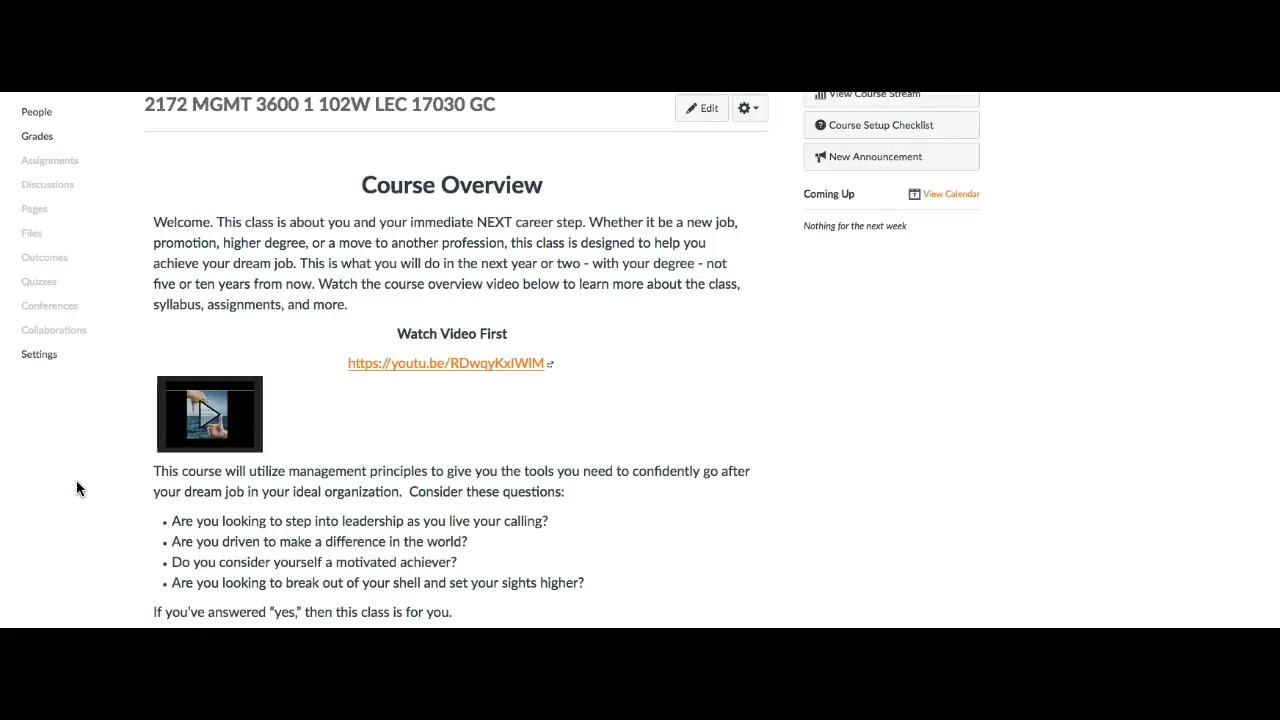 People
Grades
Assignments
Discussions
Pages
Files
Outcomes
Quizzes
Conferences
Collaborations
Settings
2172 MGMT 3600 1 102W LEC 17030 GC
Edit
Course Overview
Welcome. This class is about you and your immediate NEXT career step. Whether it be a new job,
promotion, higher degree, or a move to another profession, this class is designed to help you
achieve your dream job. This is what you will do in the next year or two - with your degree - not
five or ten years from now. Watch the course overview video below to learn more about the class,
syllabus, assignments, and more.
Watch Video First
https://youtu.be/RDwqyKxIWIM
This course will utilize management principles to give you the tools you need to confidently go after
your dream job in your ideal organization. Consider these questions:
• Are you looking to step into leadership as you live your calling?
• Are you driven to make a difference in the world?
• Do you consider yourself a motivated achiever?
• Are you looking to break out of your shell and set your sights higher?
If you've answered “yes,” then this class is for you.
View Course Stream
Course Setup Checklist
New Announcement
Coming Up
7 View Calendar
Nothing for the next week